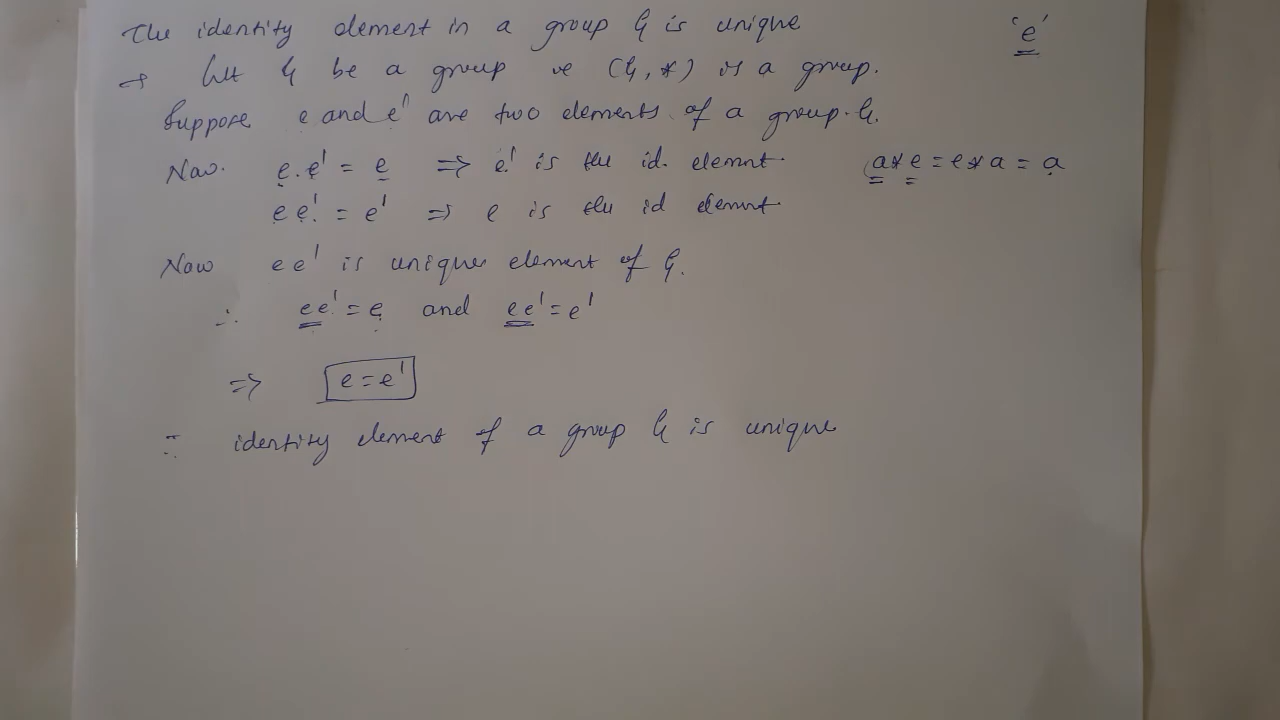 The identity element in a group G is unique 'e'
→ Let G be a group ie (G, *) is a group.
Suppose e and e' are two elements of a group G.
Now. e.e' = e ⇒ e' is the id. element. a*e = e*a = a
ee' = e' ⇒ e is the id element.
Now ee' is unique element of G.
∴ ee' = e and ee' = e'
⇒ e = e'
∴ identity element of a group G is unique